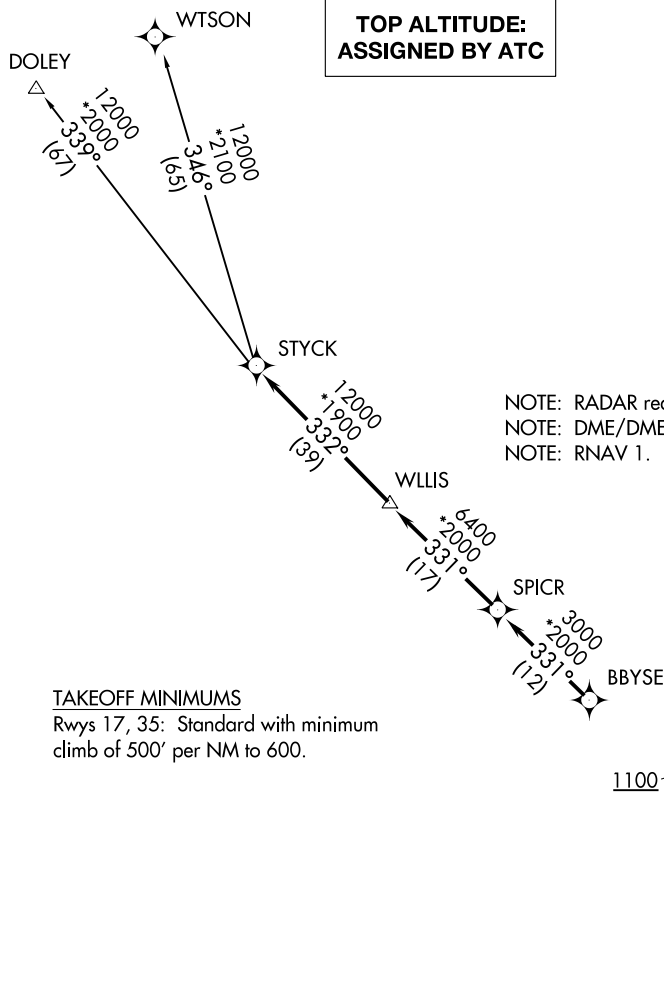 WTSON
TOP ALTITUDE:
ASSIGNED BY ATC
DOLEY
12000
*2000
339°
(67)
12000
*2100
346°
(65)
STYCK
12000
*1900
332°
(39)
NOTE: RADAR
NOTE: DME/DME
NOTE: RNAV 1.
WLLIS
6400
*2000
331°
(17)
SPICR
3000
*2000
331°
(12)
BBYSE
TAKEOFF MINIMUMS
Rwys 17, 35: Standard with minimum
climb of 500' per NM to 600.
1100